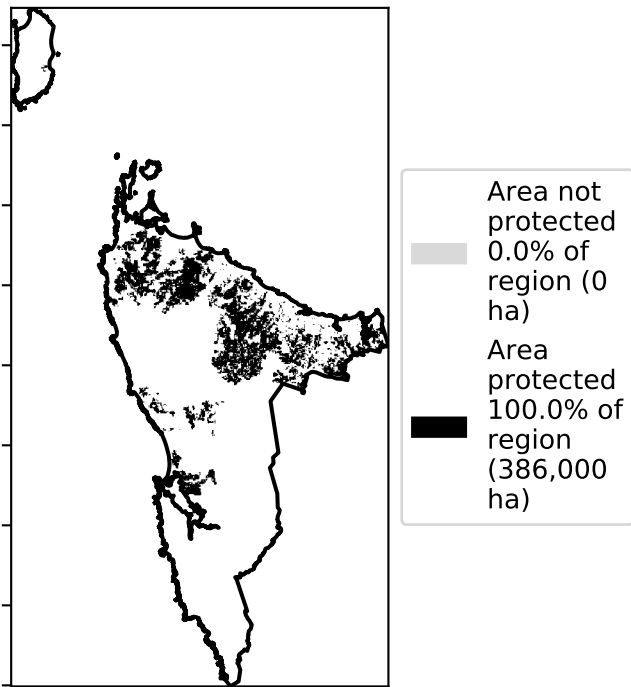 Area not
protected
0.0% of
region (0
ha)
Area
protected
100.0% of
region
(386,000
ha)